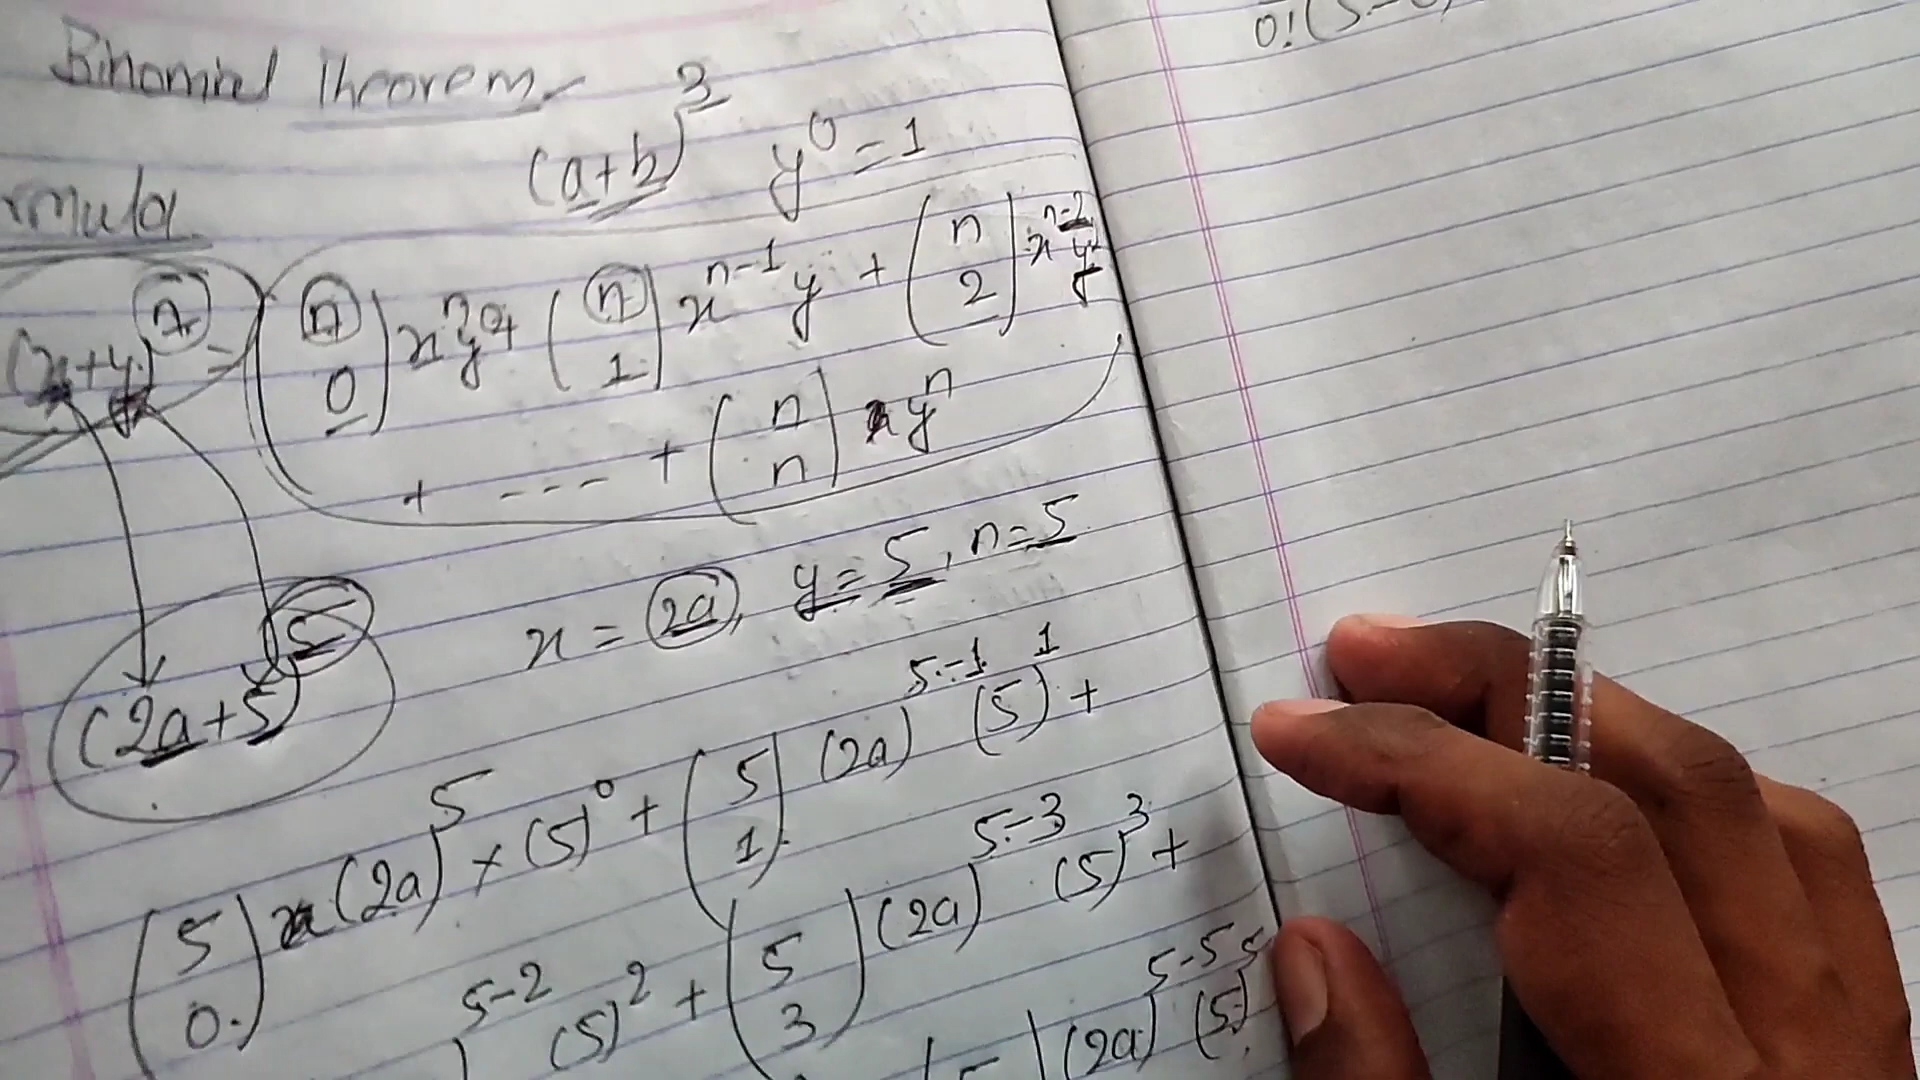 Binomial Theorem
(a+b)^3 y^0 = 1
rmula
(x+y)^n = (n 0) x^n y^0 + (n 1) x^{n-1} y + (n 2) x^{n-2} y^2
+ --- + (n n) y^n
x = 2a, y = 5, n = 5
(2a+5)^5
(5 0) (2a)^5 × (5)^0 + (5 1) (2a)^{5-1} (5)^1 +
^{5-2} (5)^2 + (5 3) (2a)^{5-3} (5)^3 +
(2a)^{5-5} (5)^5
0!(5-